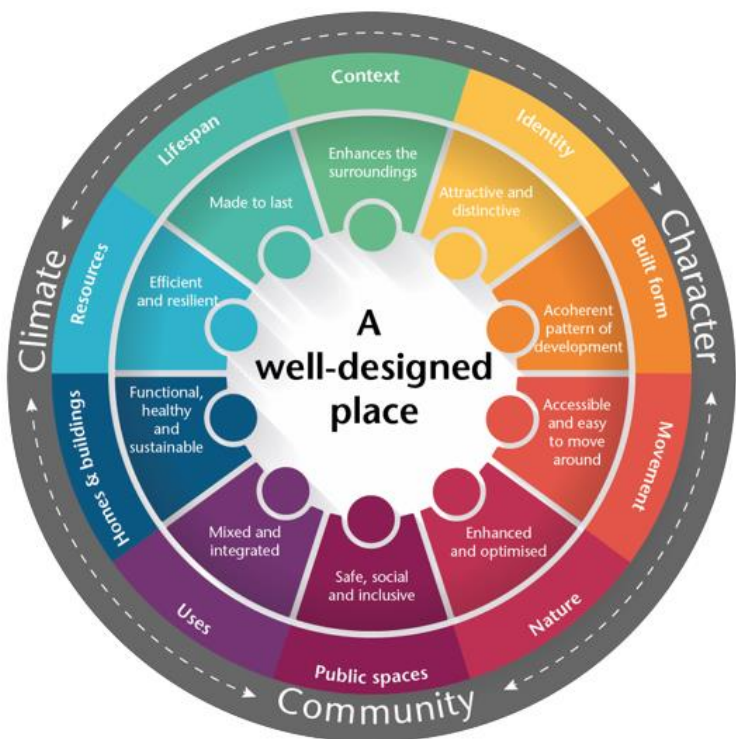 A
well-designed
place
Context
Enhances the
surroundings
Identity
Attractive and
distinctive
Built form
Acoherent
pattern of
development
Movement
Accessible
and easy
to move
around
Nature
Enhanced
and optimised
Public spaces
Safe, social
and inclusive
Uses
Mixed and
integrated
Homes & buildings
Functional,
healthy
and
sustainable
Resources
Efficient
and resilient
Lifespan
Made to last
Character
Community
Climate